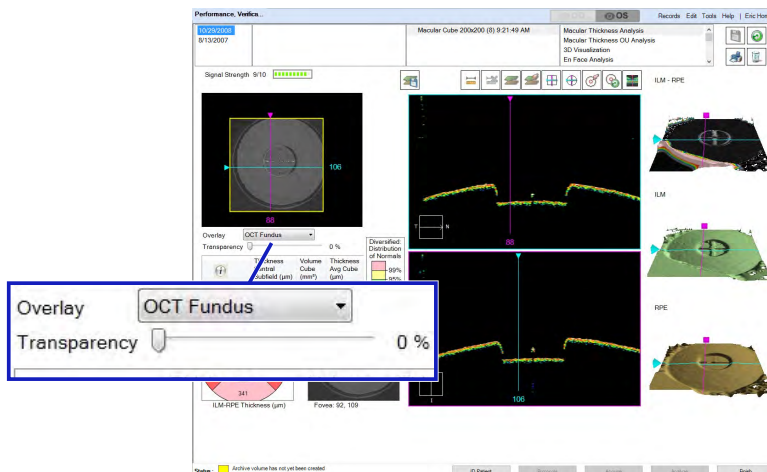 Performance, Verifica...
OS
Records Edit Tools Help | Eric Hom
10/29/2008
8/13/2007
Macular Cube 200x200 (8) 9:21:49 AM
Macular Thickness Analysis
Macular Thickness OU Analysis
3D Visualization
En Face Analysis
Signal Strength 9/10
ILM - RPE
106
88
Overlay OCT Fundus
Transparency 0 %
Diversified:
Distribution
of Normals
99%
95%
Thickness
Central
Subfield (µm)
Volume
Cube
(mm³)
Thickness
Avg Cube
(µm)
T
N
88
ILM
Overlay OCT Fundus
Transparency 0 %
RPE
341
ILM-RPE Thickness (µm)
Fovea: 92, 109
I
106
Status : Archive volume has not yet been created
ID Patient
Finish